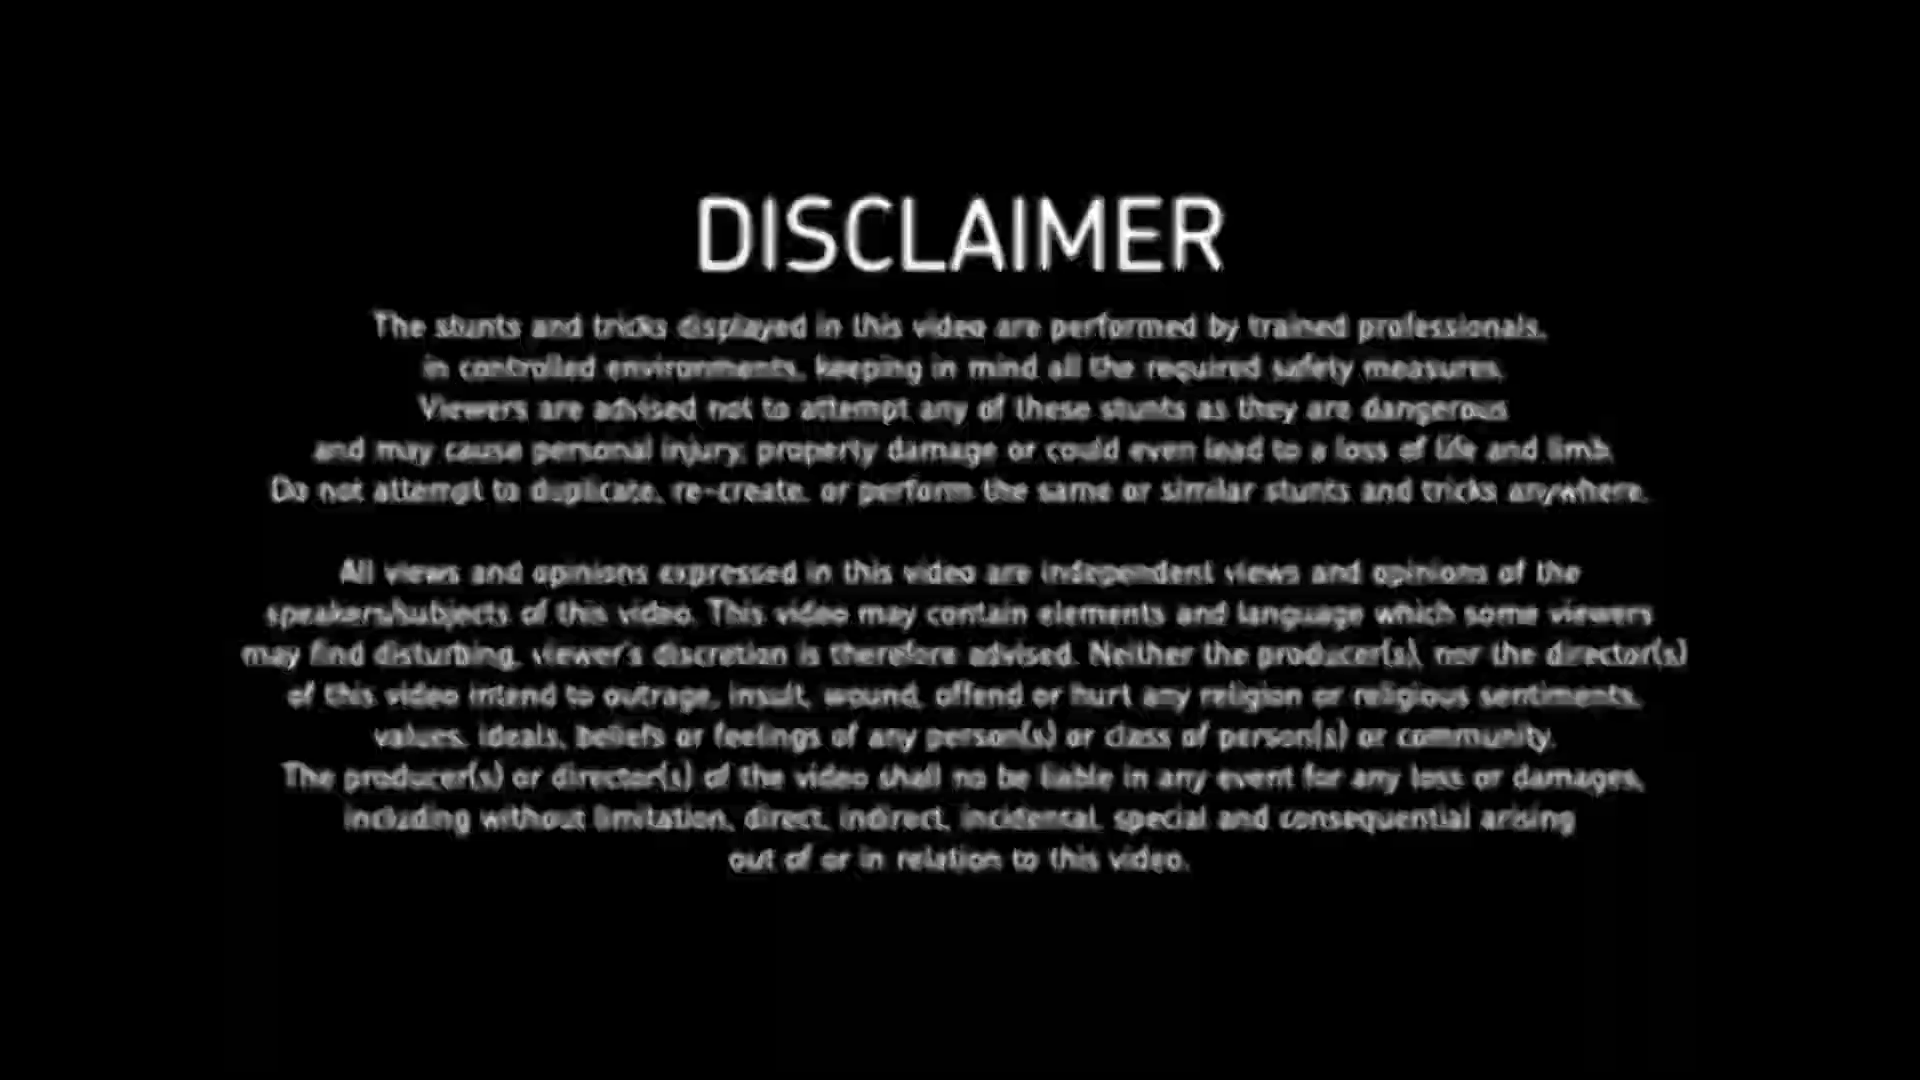 DISCLAIMER
The stunts and tricks displayed in this video are performed by trained professionals,
in controlled environments, keeping in mind all the required safety measures.
Viewers are advised not to attempt any of these stunts as they are dangerous
and may cause personal injury, property damage or could even lead to a loss of life and limb.
Do not attempt to duplicate, re-create, or perform the same or similar stunts and tricks anywhere.
All views and opinions expressed in this video are independent views and opinions of the
speakers/subjects of this video. This video may contain elements and language which some viewers
may find disturbing, viewer's discretion is therefore advised. Neither the producer(s), nor the director(s)
of this video intend to outrage, insult, wound, offend or hurt any religion or religious sentiments,
values, ideals, beliefs or feelings of any person(s) or class of person(s) or community.
The producer(s) or director(s) of the video shall no be liable in any event for any loss or damages,
including without limitation, direct, indirect, incidental, special and consequential arising
out of or in relation to this video.